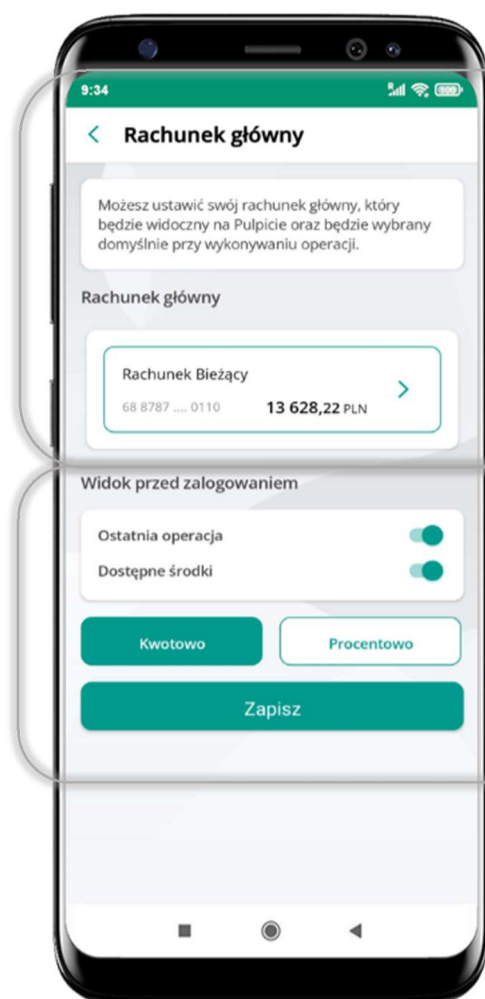 9:34
100
Rachunek główny
Możesz ustawić swój rachunek główny, który
będzie widoczny na Pulpicie oraz będzie wybrany
domyślnie przy wykonywaniu operacji.
Rachunek główny
Rachunek Bieżący
68 8787 .... 0110 13 628,22 PLN
Widok przed zalogowaniem
Ostatnia operacja
Dostępne środki
Kwotowo Procentowo
Zapisz